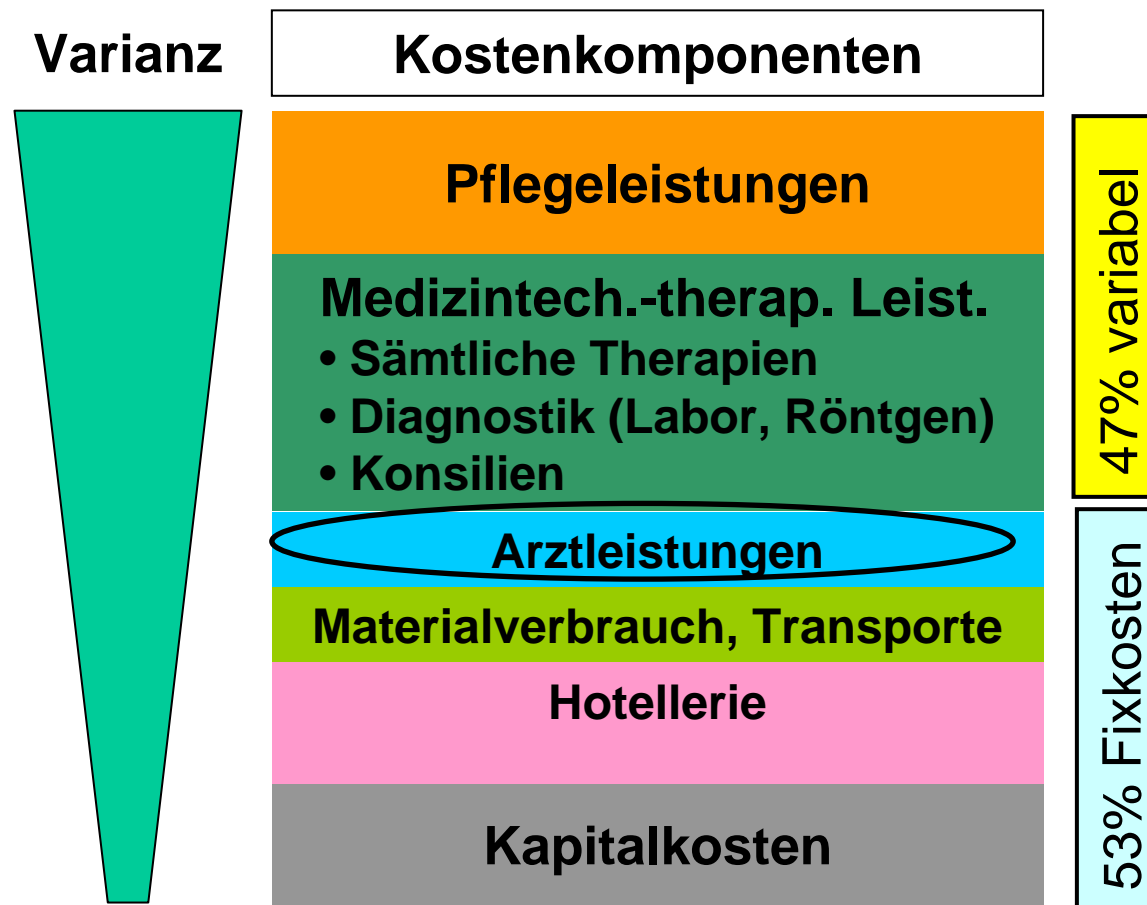 Varianz
Kostenkomponenten
Pflegeleistungen
Medizintech.-therap. Leist.
• Sämtliche Therapien
• Diagnostik (Labor, Röntgen)
• Konsilien
Arztleistungen
Materialverbrauch, Transporte
Hotellerie
Kapitalkosten
47% variabel
53% Fixkosten